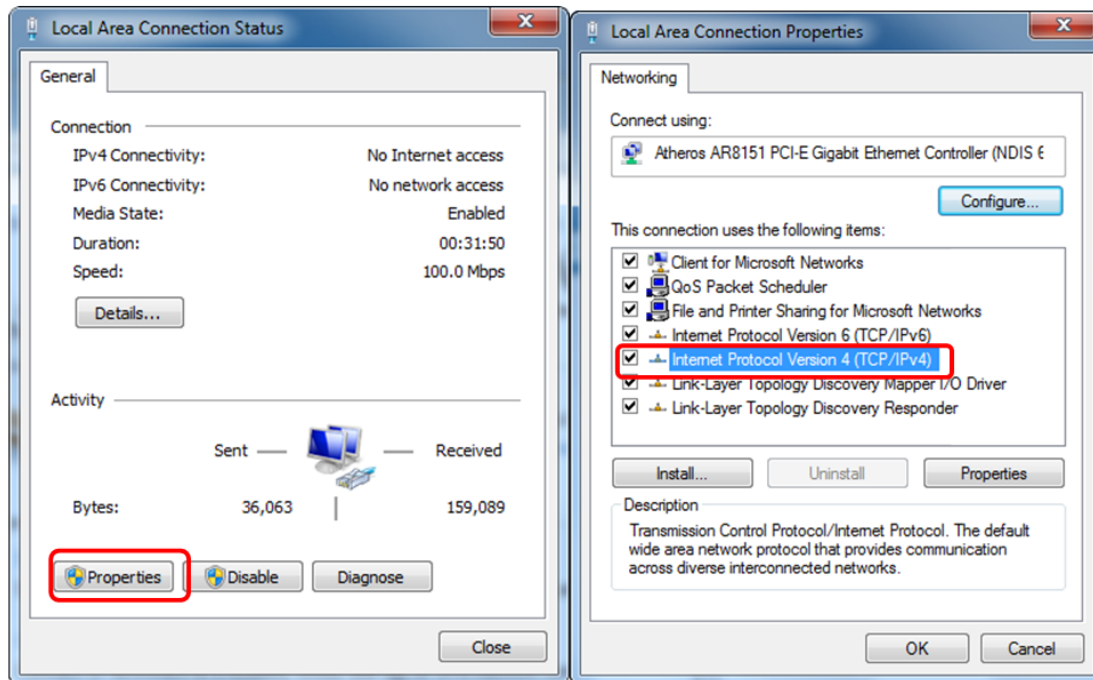 Local Area Connection Status
General
Connection
IPv4 Connectivity: No Internet access
IPv6 Connectivity: No network access
Media State: Enabled
Duration: 00:31:50
Speed: 100.0 Mbps
Details...
Activity
Sent Received
Bytes: 36,063 159,089
Properties Disable Diagnose
Close
Local Area Connection Properties
Networking
Connect using:
Atheros AR8151 PCI-E Gigabit Ethernet Controller (NDIS 6
Configure...
This connection uses the following items:
Client for Microsoft Networks
QoS Packet Scheduler
File and Printer Sharing for Microsoft Networks
Internet Protocol Version 6 (TCP/IPv6)
Internet Protocol Version 4 (TCP/IPv4)
Link-Layer Topology Discovery Mapper I/O Driver
Link-Layer Topology Discovery Responder
Install... Uninstall Properties
Description
Transmission Control Protocol/Internet Protocol. The default
wide area network protocol that provides communication
across diverse interconnected networks.
OK Cancel